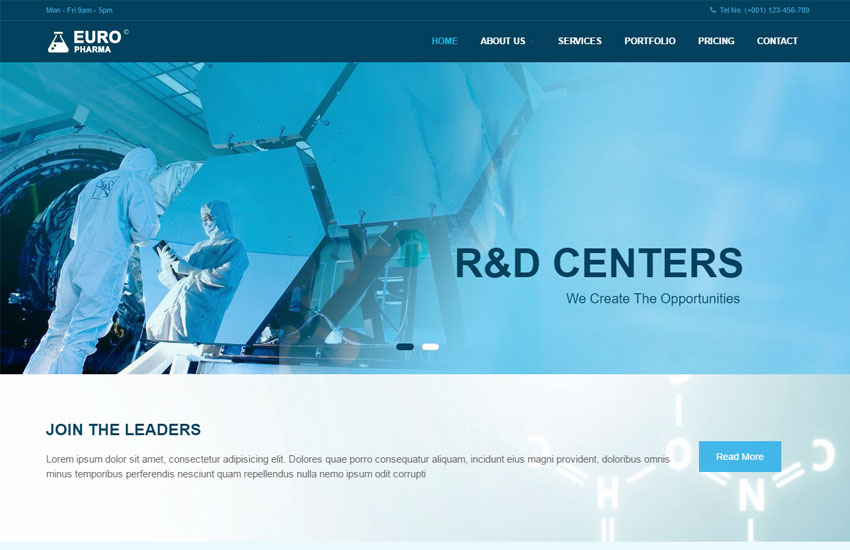 Mon - Fri 9am - 5pm
Tel No. (+001) 123-456-789
EURO ©
PHARMA
HOME ABOUT US SERVICES PORTFOLIO PRICING CONTACT
R&D CENTERS
We Create The Opportunities
JOIN THE LEADERS
Lorem ipsum dolor sit amet, consectetur adipisicing elit. Dolores quae porro consequatur aliquam, incidunt eius magni provident, doloribus omnis
minus temporibus perferendis nesciunt quam repellendus nulla nemo ipsum odit corrupti
Read More
O
O
O
H
N